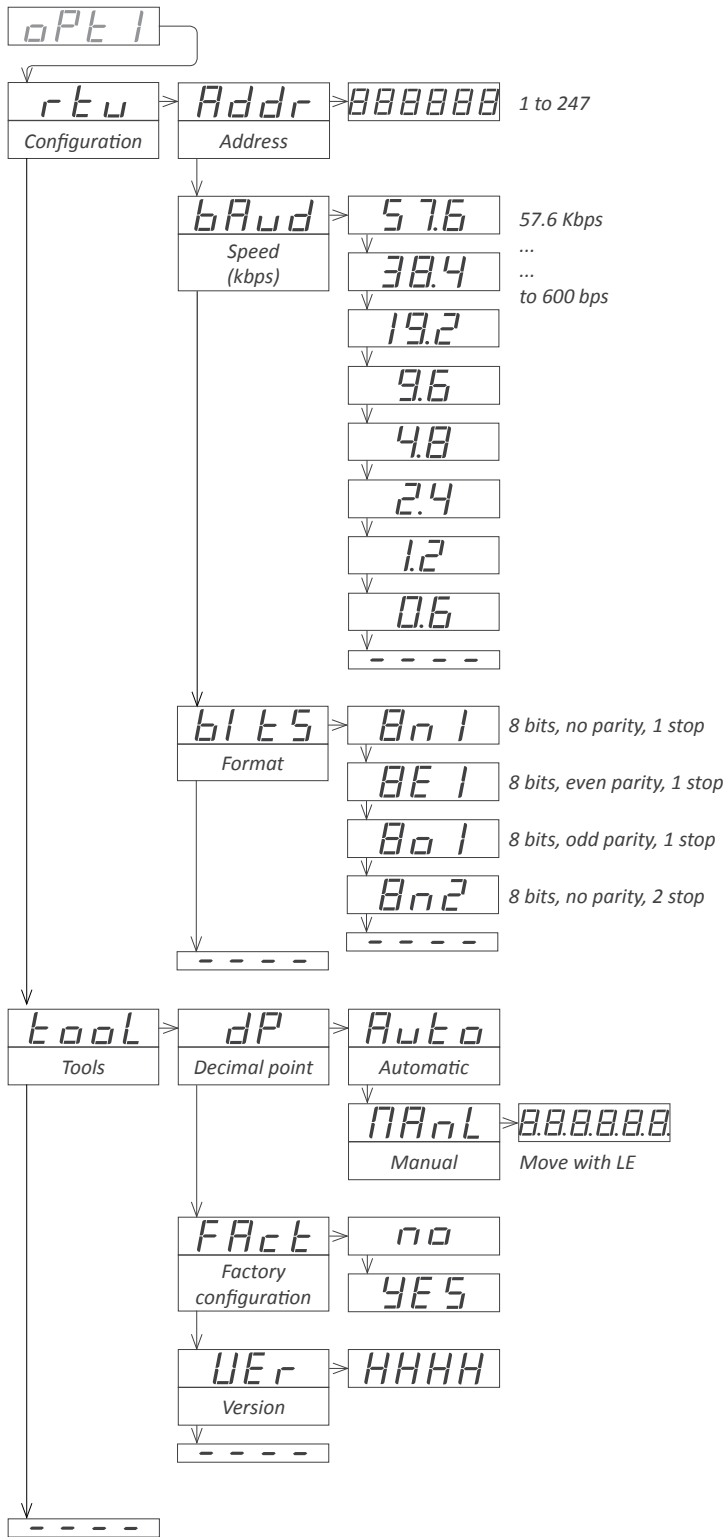 oPt 1
rtu
Configuration
Addr
Address
888888
1 to 247
bAud
Speed
(kbps)
57.6
57.6 Kbps
...
...
to 600 bps
38.4
19.2
9.6
4.8
2.4
1.2
0.6
- - - -
bItS
Format
8n1
8 bits, no parity, 1 stop
8E1
8 bits, even parity, 1 stop
8o1
8 bits, odd parity, 1 stop
8n2
8 bits, no parity, 2 stop
- - - -
- - - -
tooL
Tools
dP
Decimal point
Auto
Automatic
MAnL
Manual
8.8.8.8.8.8.
Move with LE
FAct
Factory
configuration
no
YES
VEr
Version
HHHH
- - - -
- - - -